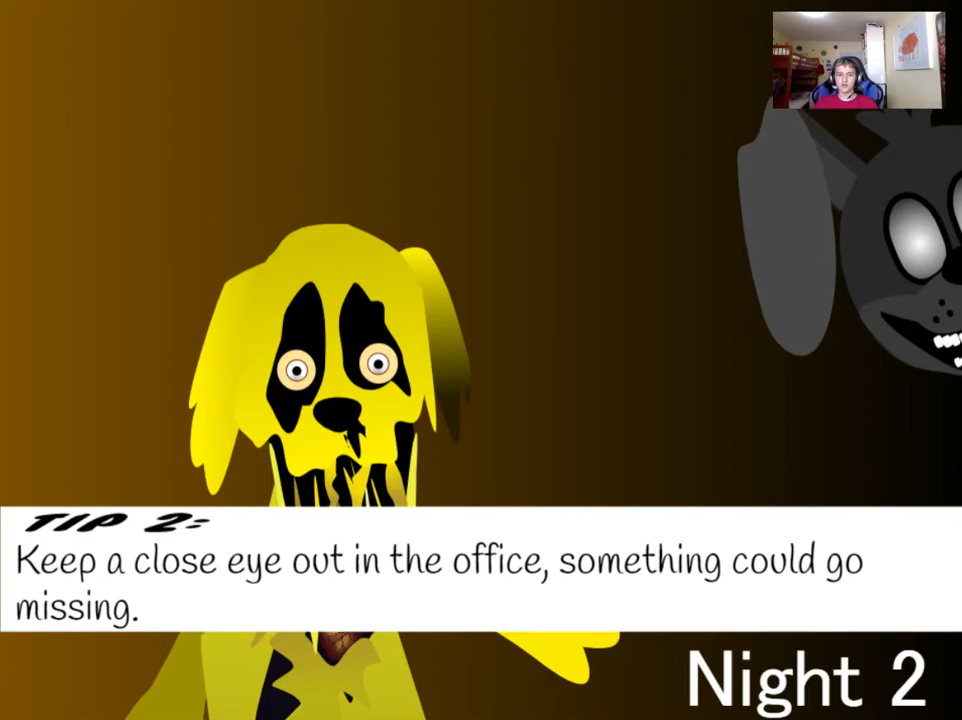 TIP 2:
Keep a close eye out in the office, something could go
missing.
Night 2